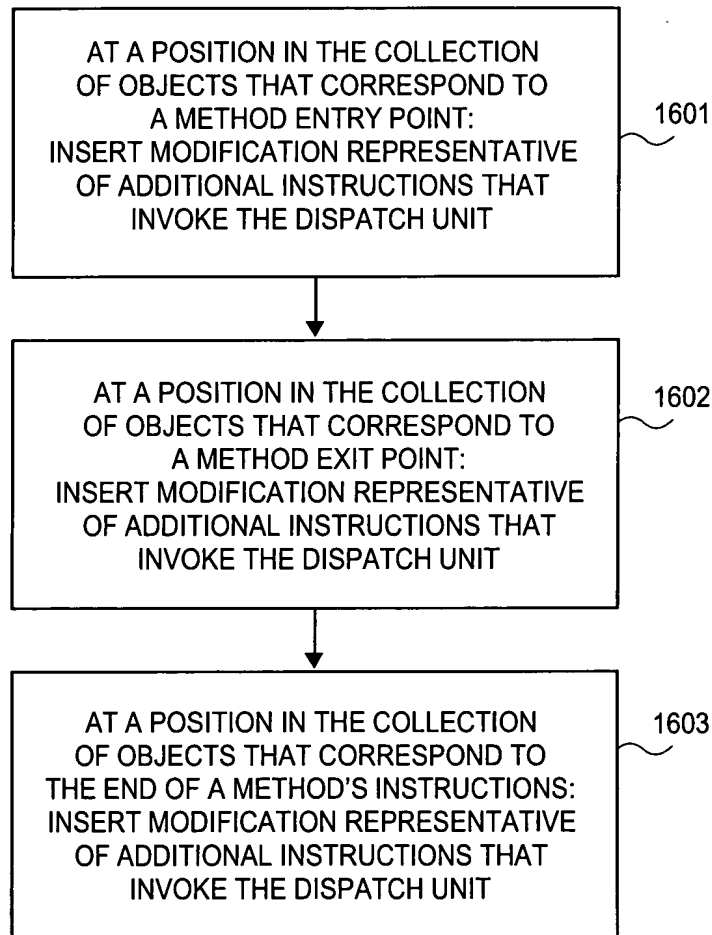 AT A POSITION IN THE COLLECTION
OF OBJECTS THAT CORRESPOND TO
A METHOD ENTRY POINT:
INSERT MODIFICATION REPRESENTATIVE
OF ADDITIONAL INSTRUCTIONS THAT
INVOKE THE DISPATCH UNIT
1601
AT A POSITION IN THE COLLECTION
OF OBJECTS THAT CORRESPOND TO
A METHOD EXIT POINT:
INSERT MODIFICATION REPRESENTATIVE
OF ADDITIONAL INSTRUCTIONS THAT
INVOKE THE DISPATCH UNIT
1602
AT A POSITION IN THE COLLECTION
OF OBJECTS THAT CORRESPOND TO
THE END OF A METHOD'S INSTRUCTIONS:
INSERT MODIFICATION REPRESENTATIVE
OF ADDITIONAL INSTRUCTIONS THAT
INVOKE THE DISPATCH UNIT
1603